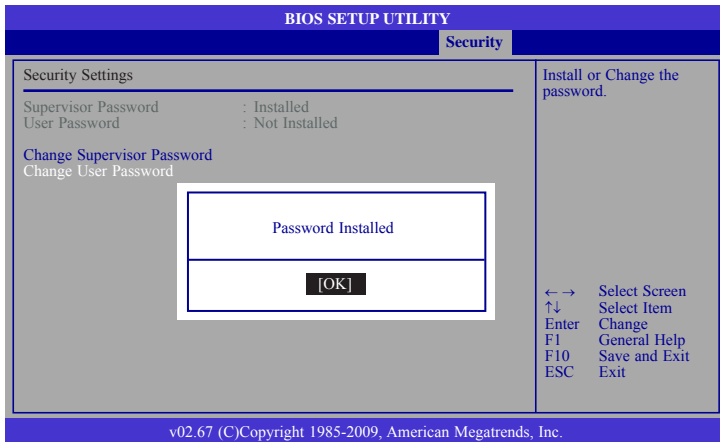 BIOS SETUP UTILITY
Security
Security Settings
Supervisor Password : Installed
User Password : Not Installed
Change Supervisor Password
Change User Password
Password Installed
[OK]
Install or Change the
password.
←→ Select Screen
↑↓ Select Item
Enter Change
F1 General Help
F10 Save and Exit
ESC Exit
v02.67 (C)Copyright 1985-2009, American Megatrends, Inc.